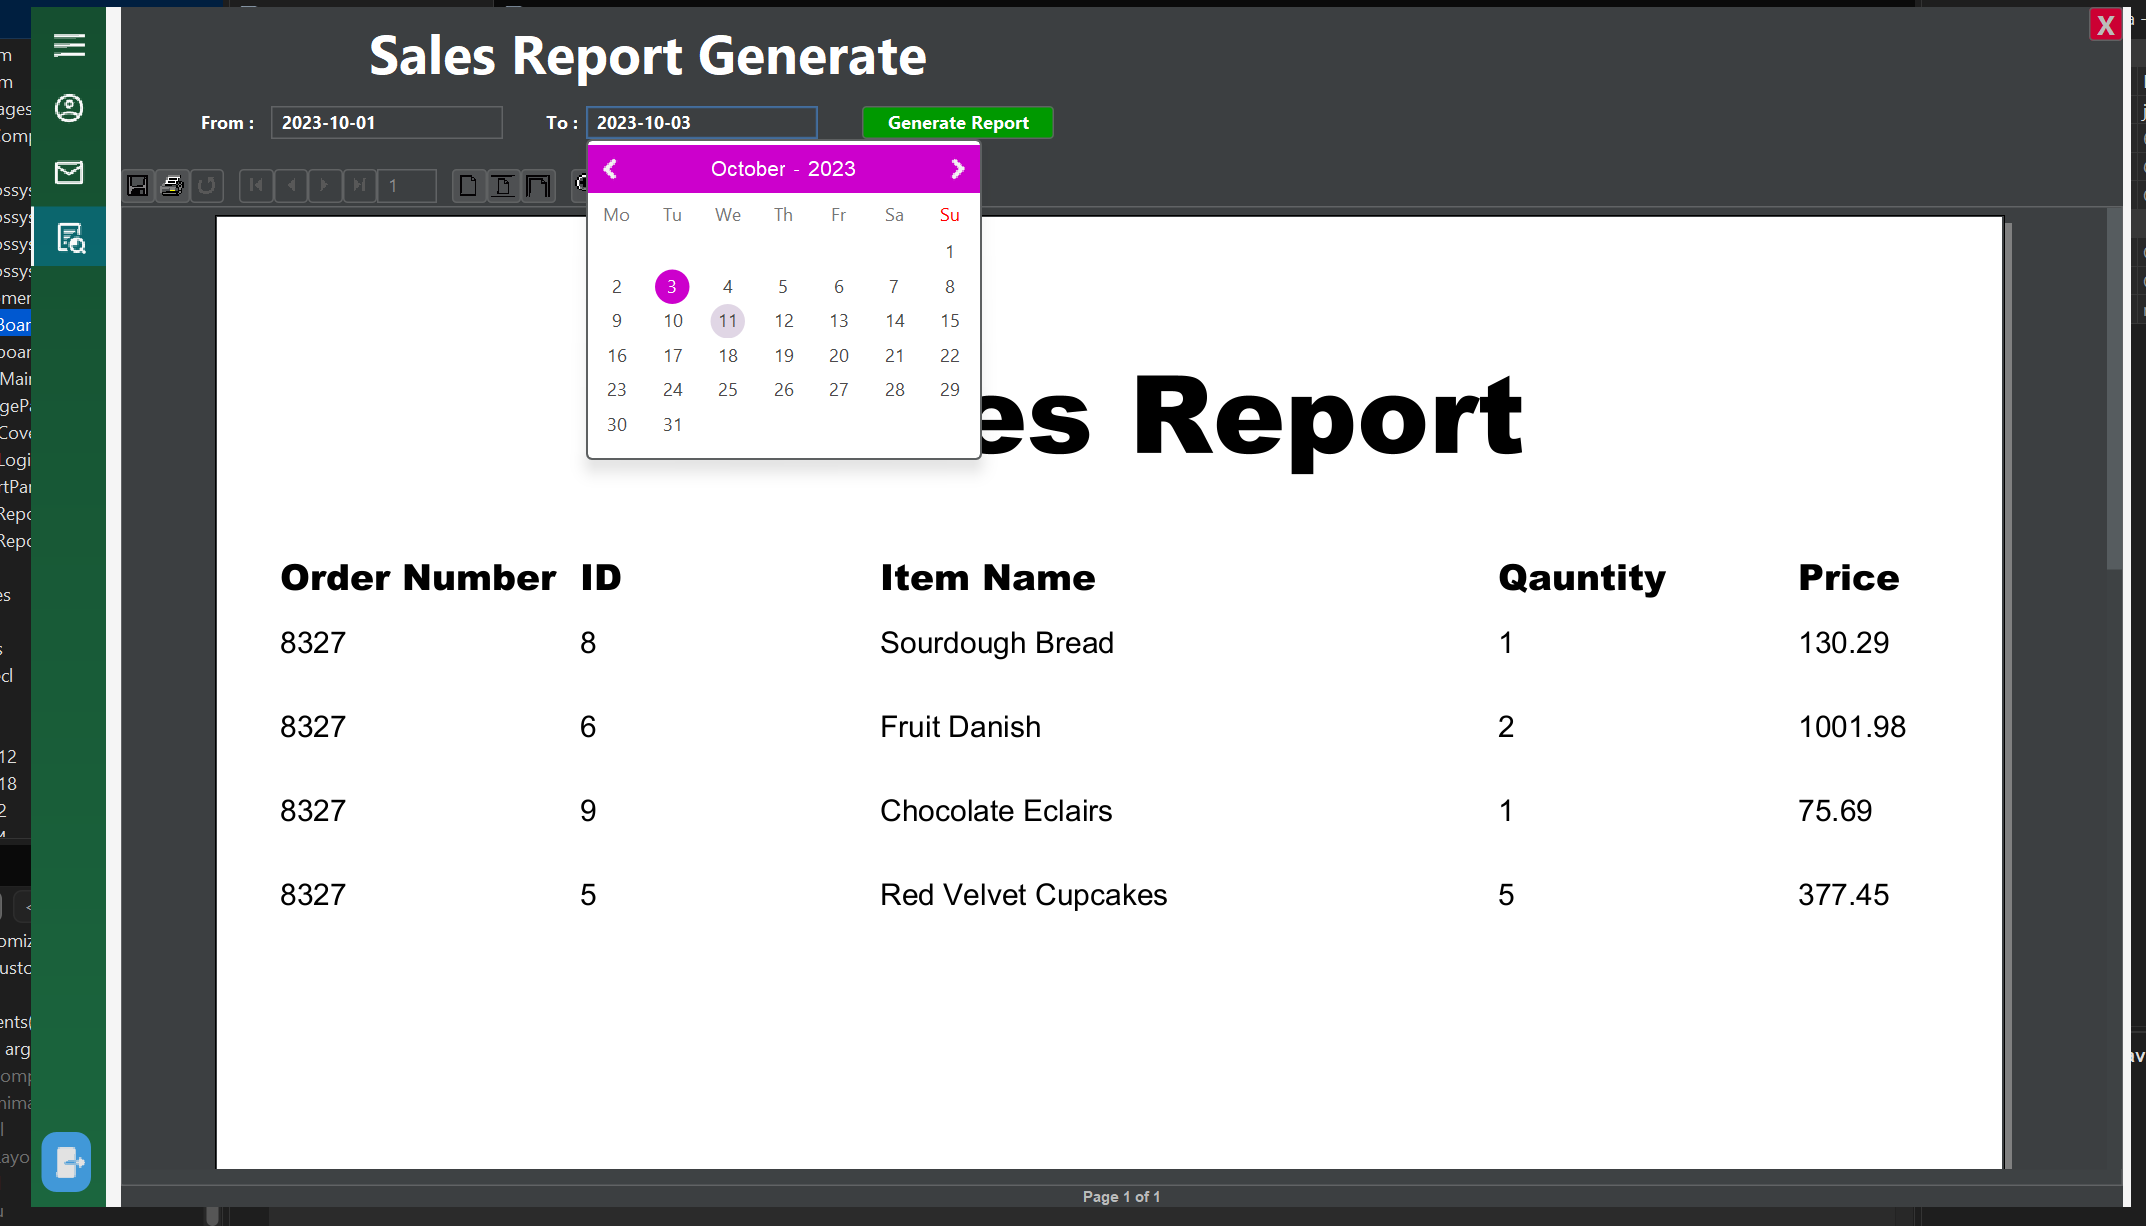 X
Sales Report Generate
From : 2023-10-01 To : 2023-10-03 Generate Report
1
October - 2023
Mo Tu We Th Fr Sa Su
1
2 3 4 5 6 7 8
9 10 11 12 13 14 15
16 17 18 19 20 21 22
23 24 25 26 27 28 29
30 31
es Report
Order Number ID Item Name Qauntity Price
8327 8 Sourdough Bread 1 130.29
8327 6 Fruit Danish 2 1001.98
8327 9 Chocolate Eclairs 1 75.69
8327 5 Red Velvet Cupcakes 5 377.45
Page 1 of 1